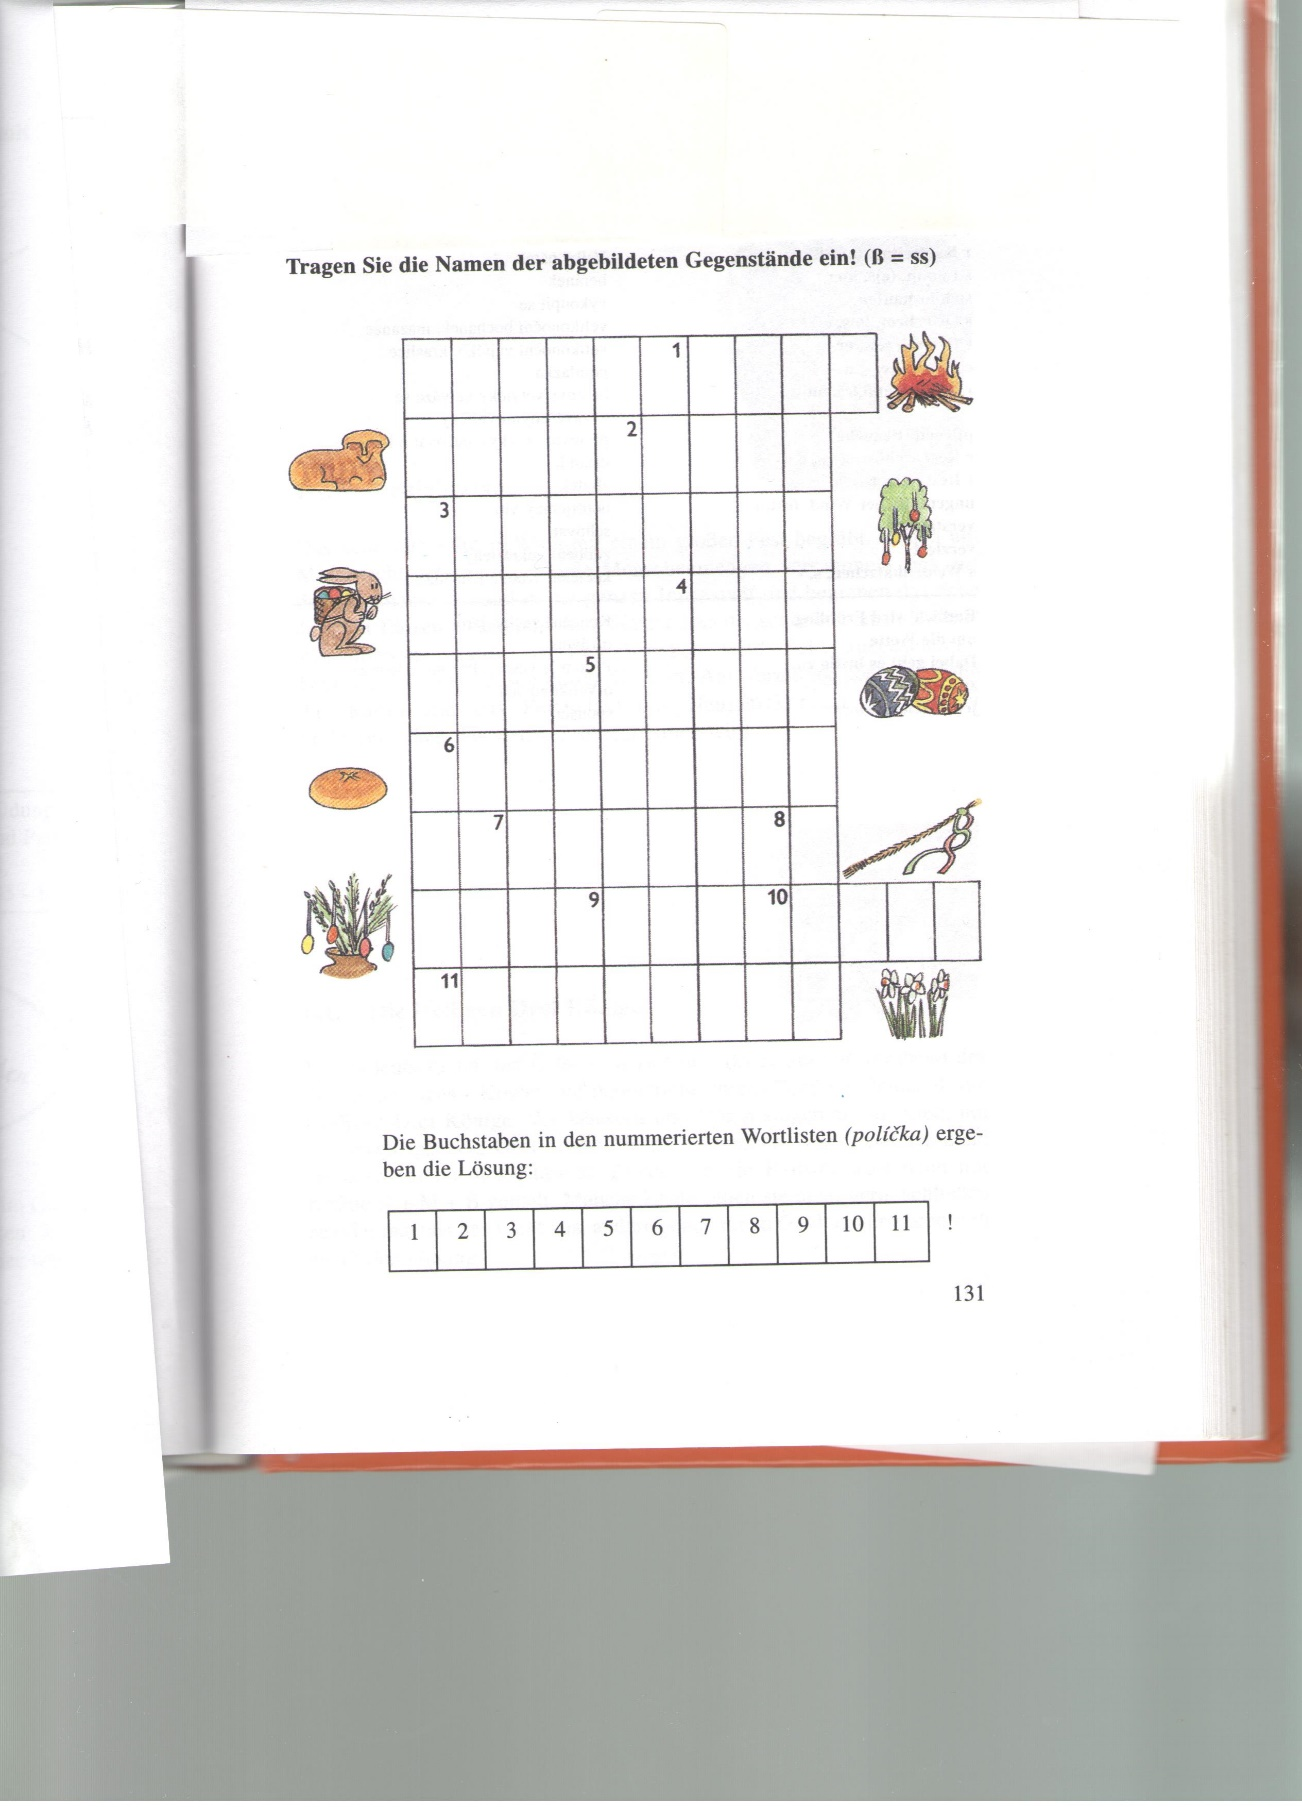 Tragen Sie die Namen der abgebildeten Gegenstände ein! (ß = ss)
1
2
3
4
5
6
7 8
9 10
11
Die Buchstaben in den nummerierten Wortlisten (políčka) erge-
ben die Lösung:
1 2 3 4 5 6 7 8 9 10 11 !
131